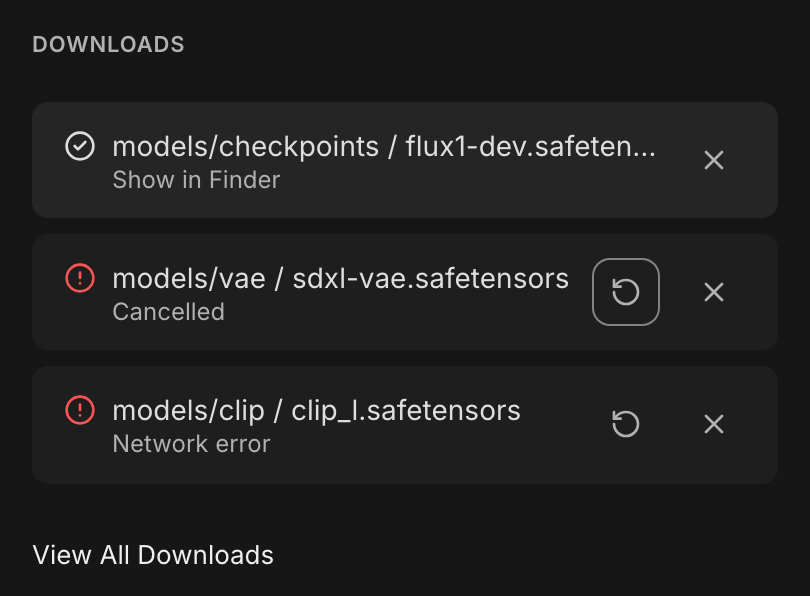 DOWNLOADS
models/checkpoints / flux1-dev.safeten...
Show in Finder
models/vae / sdxl-vae.safetensors
Cancelled
models/clip / clip_l.safetensors
Network error
View All Downloads